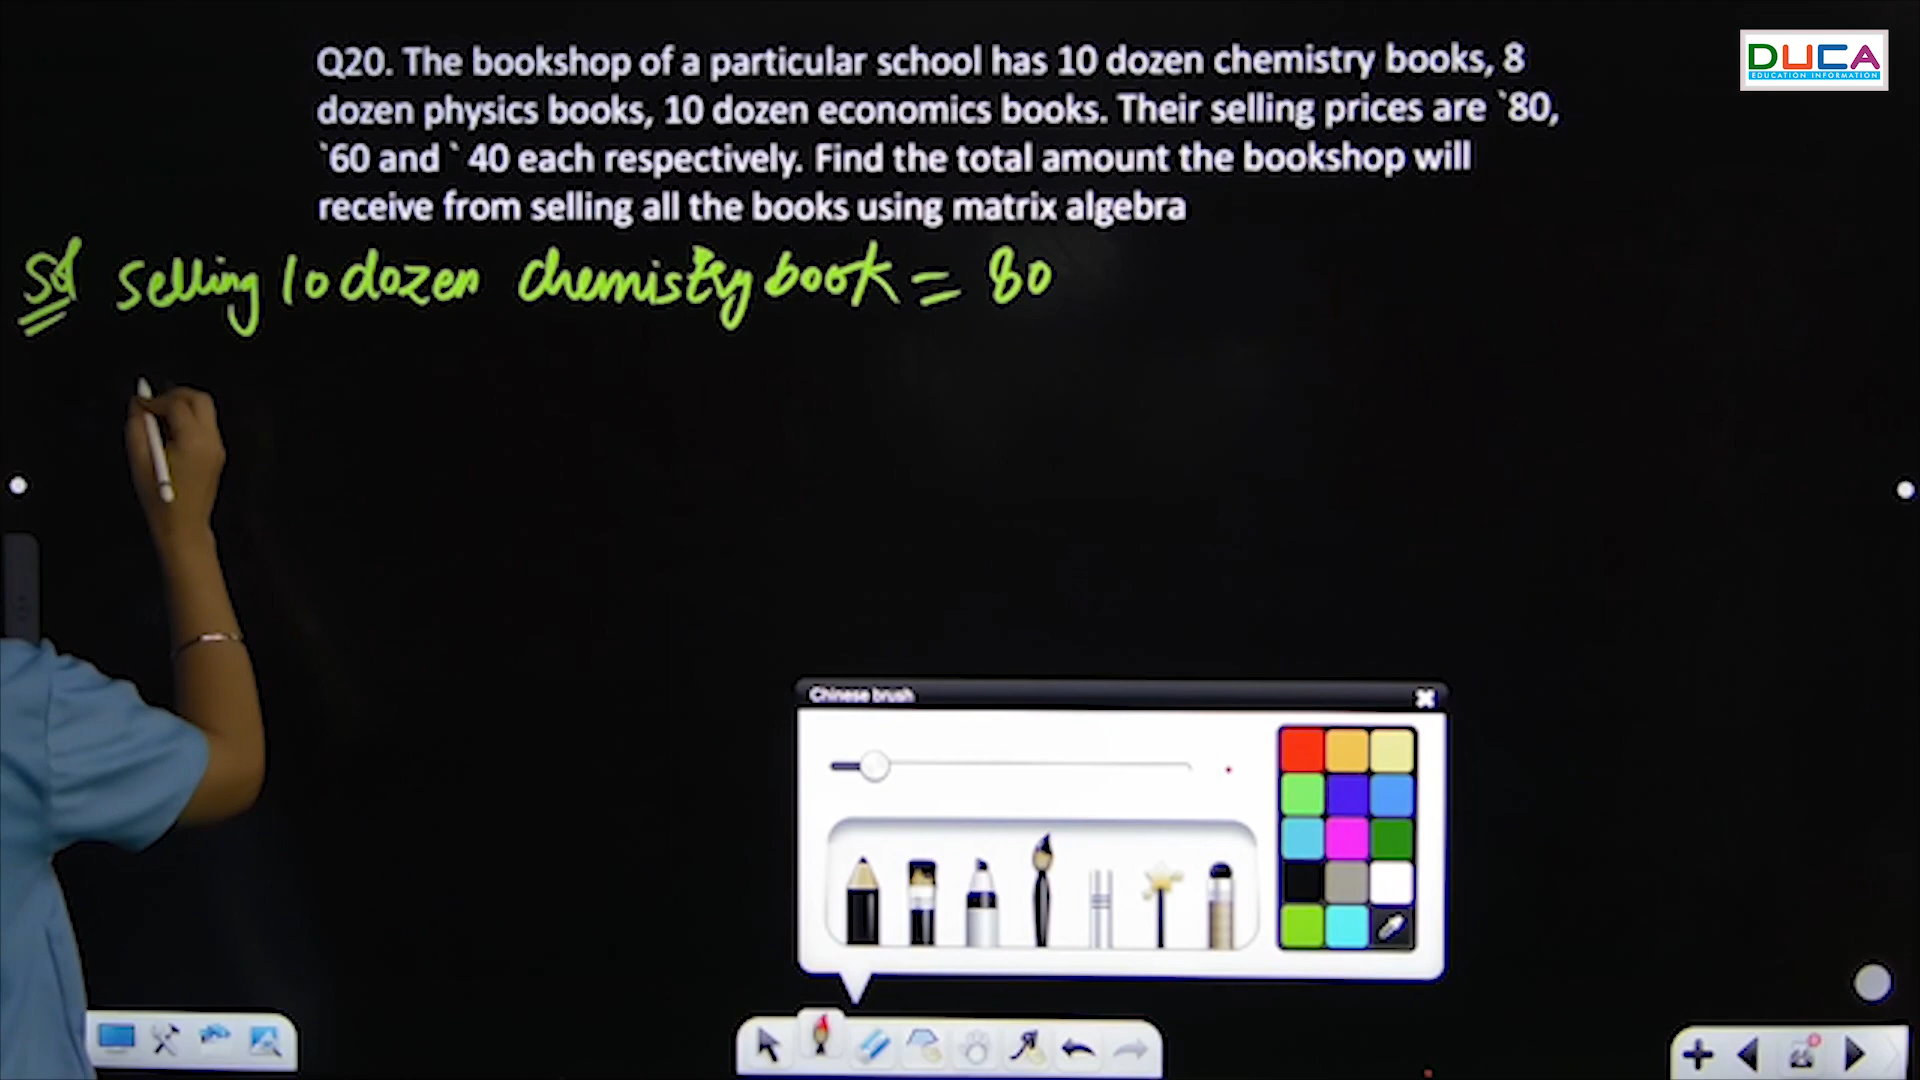 Q20. The bookshop of a particular school has 10 dozen chemistry books, 8
dozen physics books, 10 dozen economics books. Their selling prices are `80,
`60 and ` 40 each respectively. Find the total amount the bookshop will
receive from selling all the books using matrix algebra
DUCA
EDUCATION INFORMATION
Sol Selling 10 dozen chemistry book = 80
Chinese brush